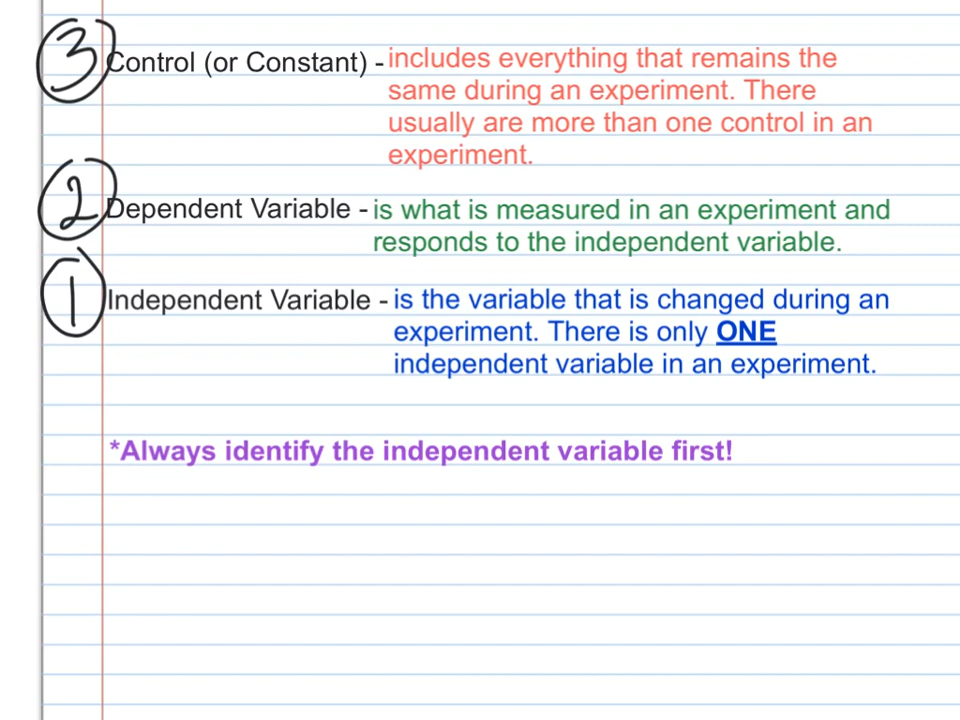 ③ Control (or Constant) - includes everything that remains the
same during an experiment. There
usually are more than one control in an
experiment.
② Dependent Variable - is what is measured in an experiment and
responds to the independent variable.
① Independent Variable - is the variable that is changed during an
experiment. There is only ONE
independent variable in an experiment.
*Always identify the independent variable first!